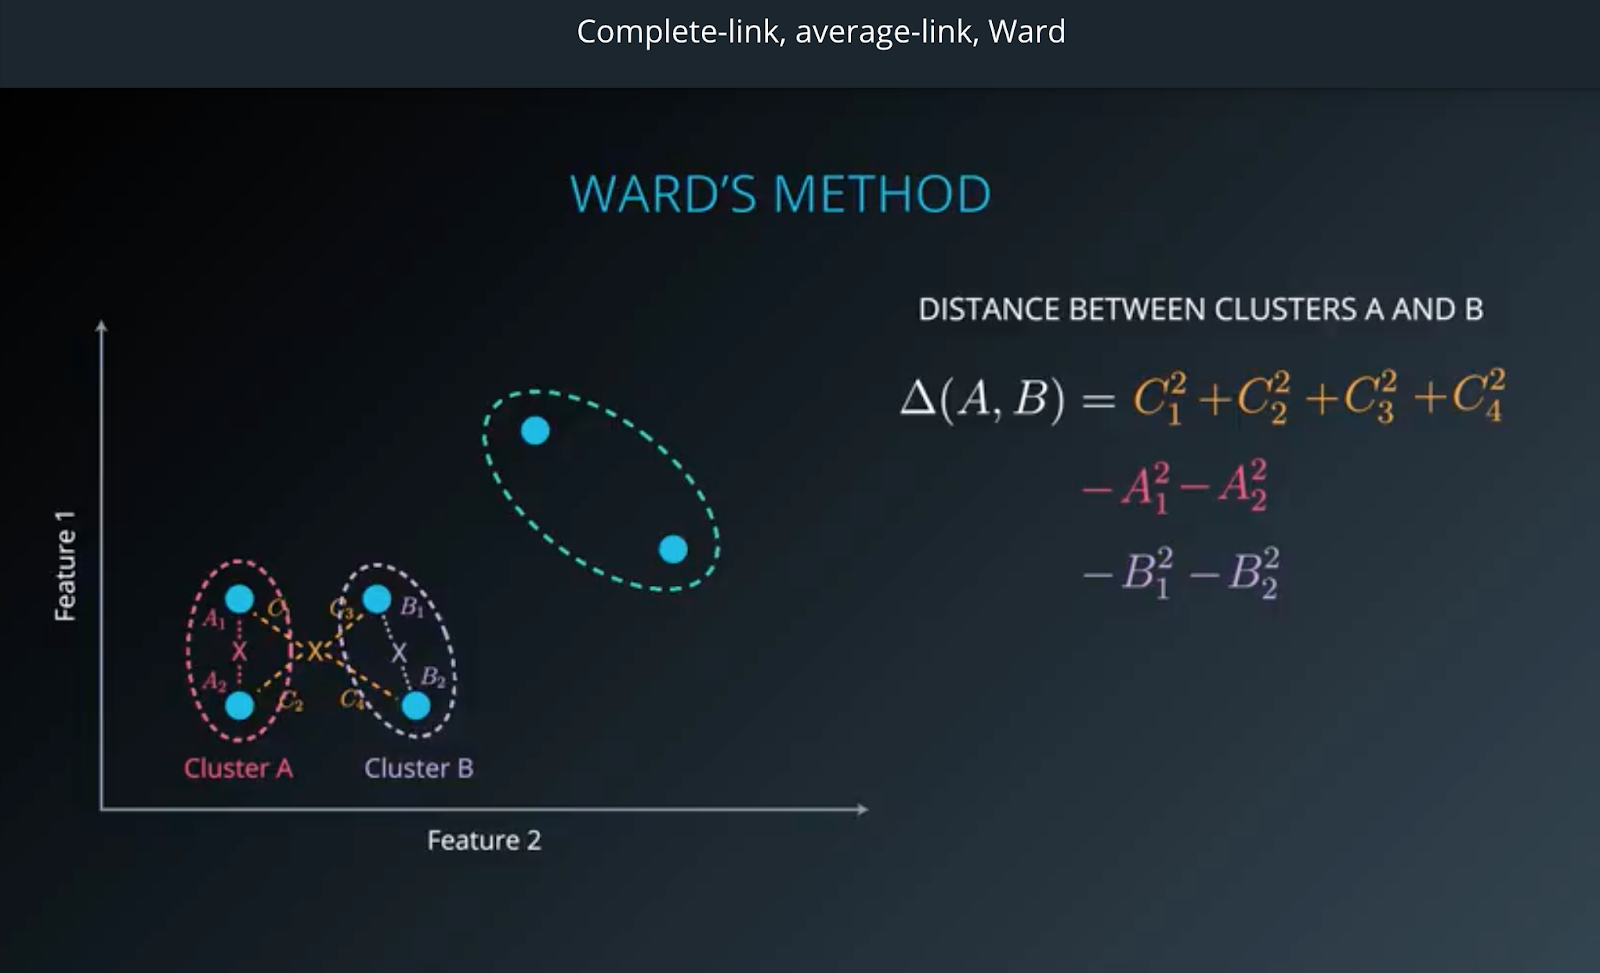 Complete-link, average-link, Ward
WARD'S METHOD
DISTANCE BETWEEN CLUSTERS A AND B
Δ(A, B) = C₁² + C₂² + C₃² + C₄²
− A₁² − A₂²
− B₁² − B₂²
Feature 1
A₁ C₁ C₃ B₁
X X X
A₂ C₂ C₄ B₂
Cluster A Cluster B
Feature 2